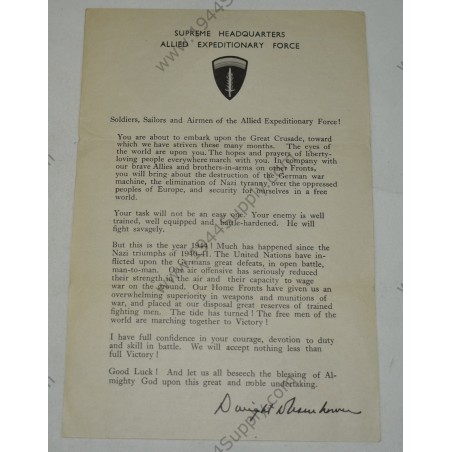 SUPREME HEADQUARTERS
ALLIED EXPEDITIONARY FORCE
Soldiers, Sailors and Airmen of the Allied Expeditionary Force!
You are about to embark upon the Great Crusade, toward
which we have striven these many months. The eyes of
the world are upon you. The hopes and prayers of liberty-
loving people everywhere march with you. In company with
our brave Allies and brothers-in-arms on other Fronts,
you will bring about the destruction of the German war
machine, the elimination of Nazi tyranny over the oppressed
peoples of Europe, and security for ourselves in a free
world.
Your task will not be an easy one. Your enemy is well
trained, well equipped and battle-hardened. He will
fight savagely.
But this is the year 1944! Much has happened since the
Nazi triumphs of 1940-41. The United Nations have in-
flicted upon the Germans great defeats, in open battle,
man-to-man. Our air offensive has seriously reduced
their strength in the air and their capacity to wage
war on the ground. Our Home Fronts have given us an
overwhelming superiority in weapons and munitions of
war, and placed at our disposal great reserves of trained
fighting men. The tide has turned! The free men of the
world are marching together to Victory!
I have full confidence in your courage, devotion to duty
and skill in battle. We will accept nothing less than
full Victory!
Good Luck! And let us all beseech the blessing of Al-
mighty God upon this great and noble undertaking.
Dwight D Eisenhower
© www.1944Supply.com